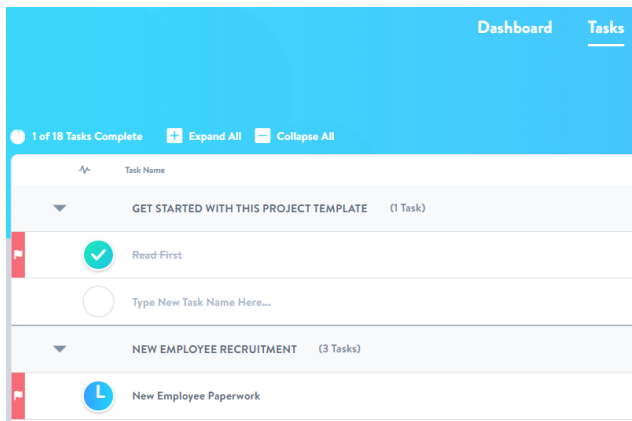 Dashboard Tasks
1 of 18 Tasks Complete Expand All Collapse All
Task Name
GET STARTED WITH THIS PROJECT TEMPLATE (1 Task)
Read First
Type New Task Name Here...
NEW EMPLOYEE RECRUITMENT (3 Tasks)
New Employee Paperwork